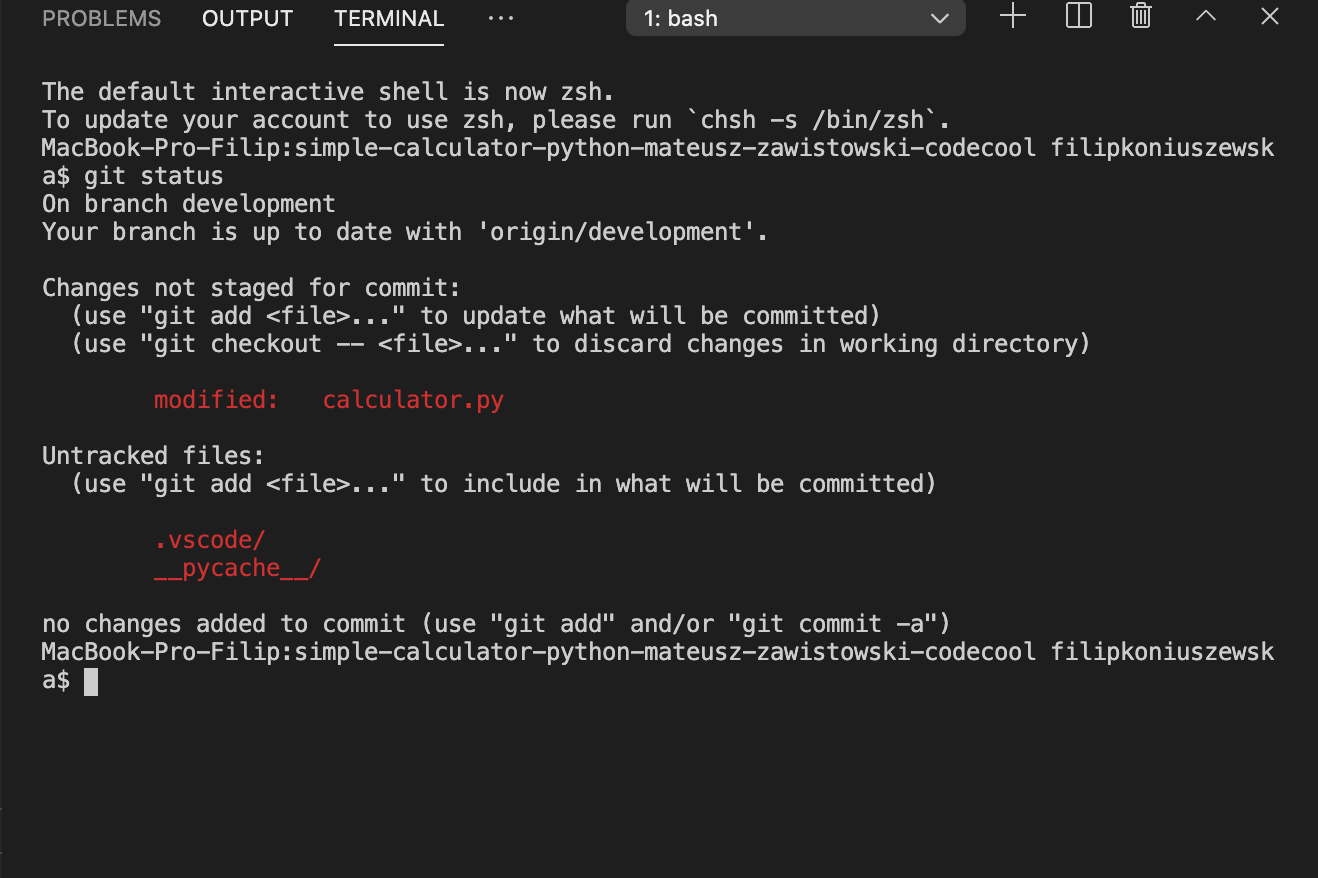 PROBLEMS OUTPUT TERMINAL ··· 1: bash
The default interactive shell is now zsh.
To update your account to use zsh, please run `chsh -s /bin/zsh`.
MacBook-Pro-Filip:simple-calculator-python-mateusz-zawistowski-codecool filipkoniuszewsk
a$ git status
On branch development
Your branch is up to date with 'origin/development'.
Changes not staged for commit:
(use "git add <file>..." to update what will be committed)
(use "git checkout -- <file>..." to discard changes in working directory)
modified: calculator.py
Untracked files:
(use "git add <file>..." to include in what will be committed)
.vscode/
__pycache__/
no changes added to commit (use "git add" and/or "git commit -a")
MacBook-Pro-Filip:simple-calculator-python-mateusz-zawistowski-codecool filipkoniuszewsk
a$